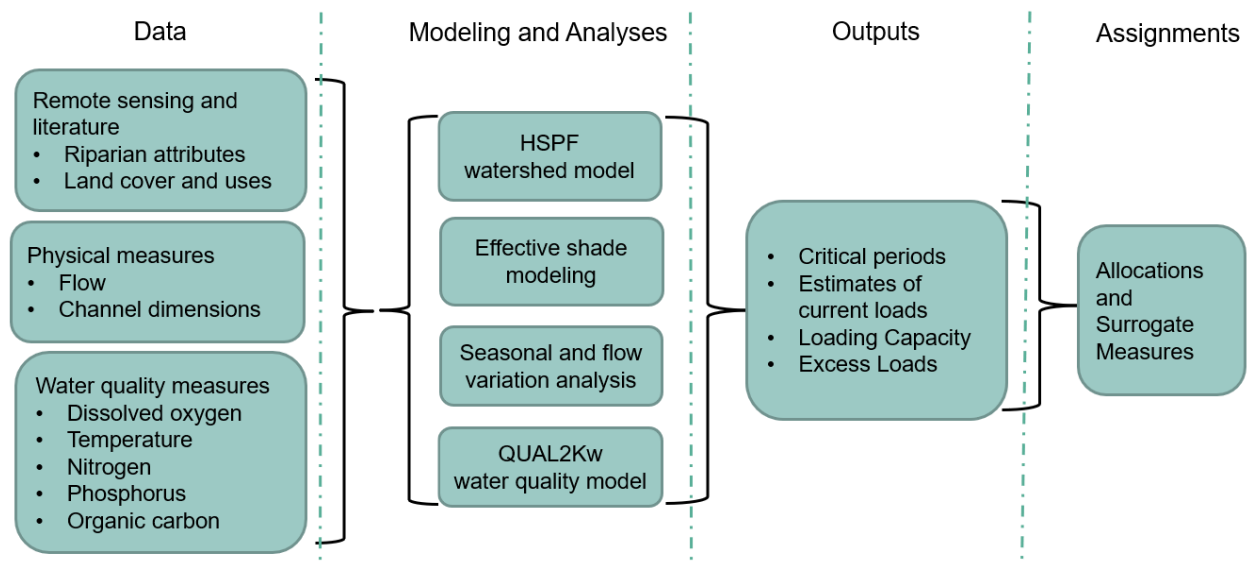 Data
Modeling and Analyses
Outputs
Assignments
Remote sensing and
literature
• Riparian attributes
• Land cover and uses
Physical measures
• Flow
• Channel dimensions
Water quality measures
• Dissolved oxygen
• Temperature
• Nitrogen
• Phosphorus
• Organic carbon
HSPF
watershed model
Effective shade
modeling
Seasonal and flow
variation analysis
QUAL2Kw
water quality model
• Critical periods
• Estimates of
current loads
• Loading Capacity
• Excess Loads
Allocations
and
Surrogate
Measures